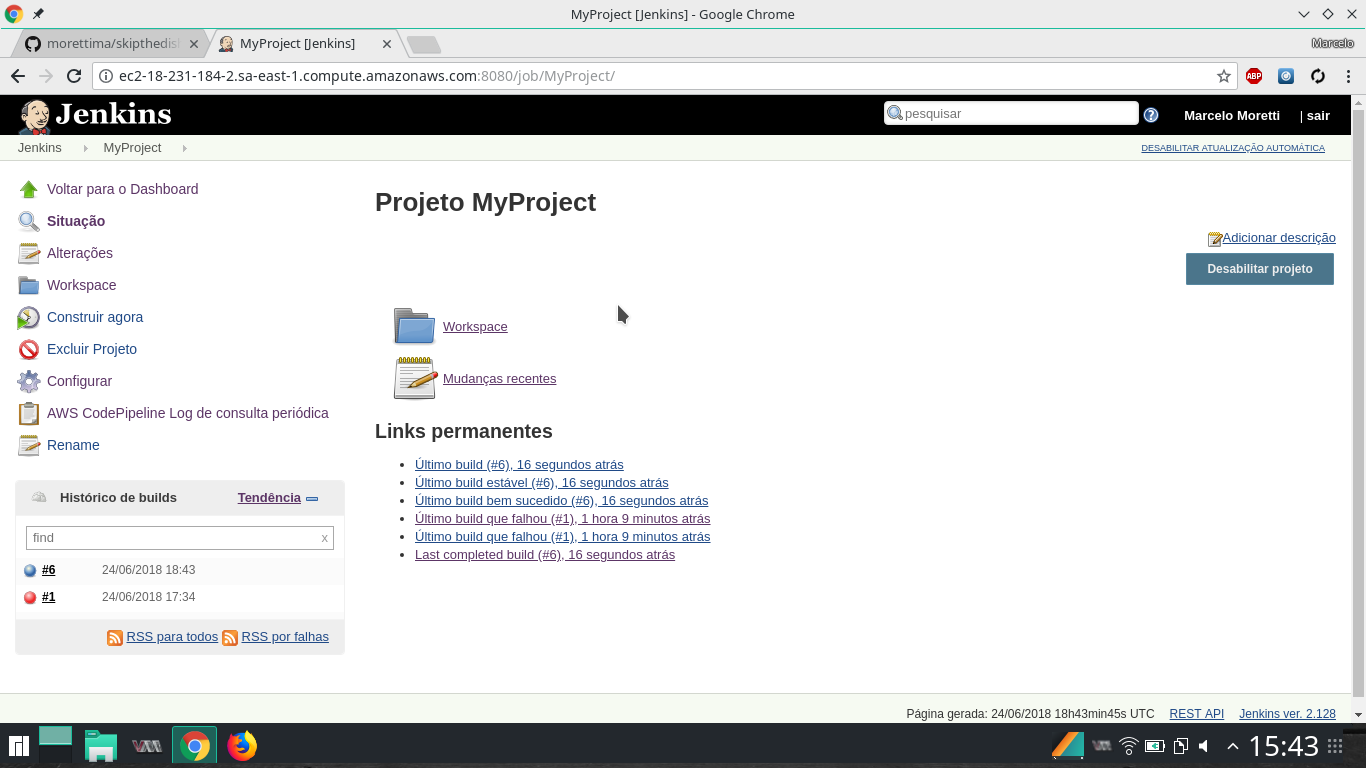 MyProject [Jenkins] - Google Chrome
morettima/skipthedis
MyProject [Jenkins]
Marcelo
ec2-18-231-184-2.sa-east-1.compute.amazonaws.com:8080/job/MyProject/
ABP
Jenkins
pesquisar
Marcelo Moretti
| sair
Jenkins
MyProject
DESABILITAR ATUALIZAÇÃO AUTOMÁTICA
Voltar para o Dashboard
Situação
Alterações
Workspace
Construir agora
Excluir Projeto
Configurar
AWS CodePipeline Log de consulta periódica
Rename
Histórico de builds
Tendência
find
x
#6 24/06/2018 18:43
#1 24/06/2018 17:34
RSS para todos RSS por falhas
Projeto MyProject
Adicionar descrição
Desabilitar projeto
Workspace
Mudanças recentes
Links permanentes
Último build (#6), 16 segundos atrás
Último build estável (#6), 16 segundos atrás
Último build bem sucedido (#6), 16 segundos atrás
Último build que falhou (#1), 1 hora 9 minutos atrás
Último build que falhou (#1), 1 hora 9 minutos atrás
Last completed build (#6), 16 segundos atrás
Página gerada: 24/06/2018 18h43min45s UTC REST API Jenkins ver. 2.128
15:43